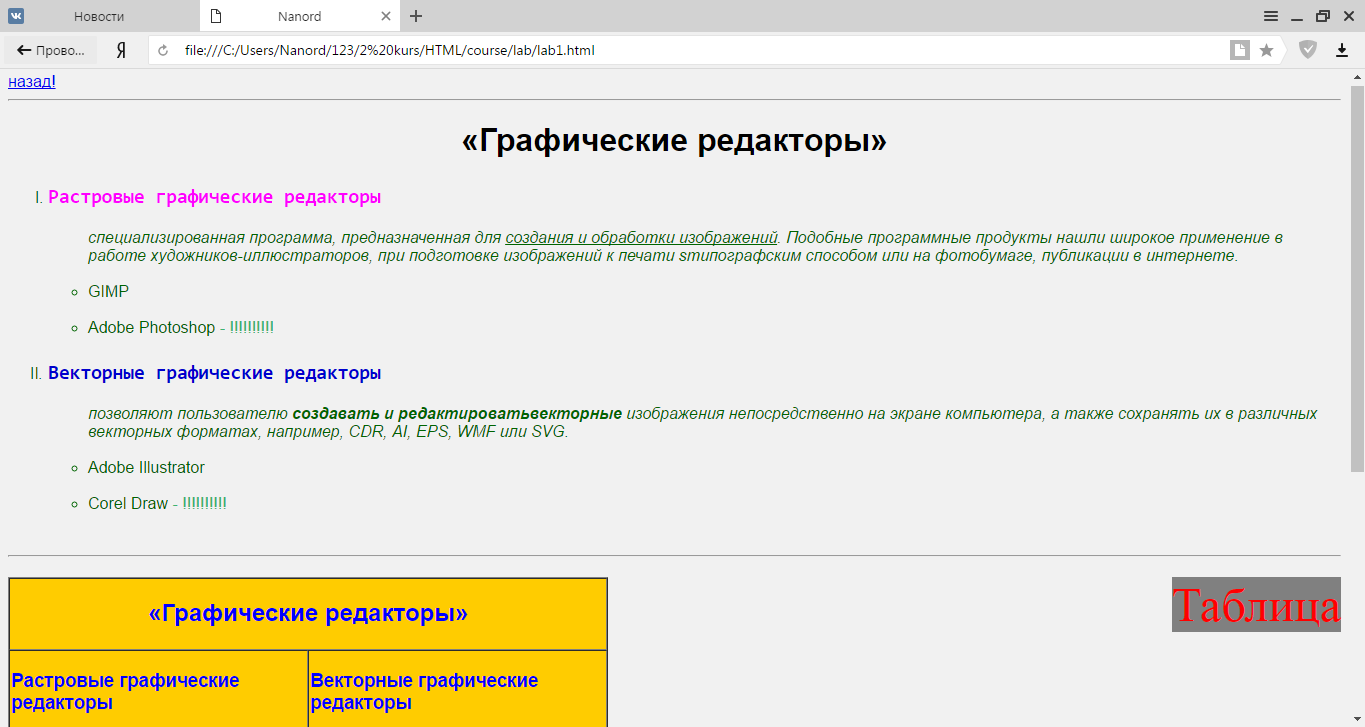 Новости
Nanord
Прово...
Я
file:///C:/Users/Nanord/123/2%20kurs/HTML/course/lab/lab1.html
назад!
«Графические редакторы»
I. Растровые графические редакторы
специализированная программа, предназначенная для создания и обработки изображений. Подобные программные продукты нашли широкое применение в
работе художников-иллюстраторов, при подготовке изображений к печати sтипографским способом или на фотобумаге, публикации в интернете.
GIMP
Adobe Photoshop - !!!!!!!!!!
II. Векторные графические редакторы
позволяют пользователю создавать и редактироватьвекторные изображения непосредственно на экране компьютера, а также сохранять их в различных
векторных форматах, например, CDR, AI, EPS, WMF или SVG.
Adobe Illustrator
Corel Draw - !!!!!!!!!!
«Графические редакторы»
Таблица
Растровые графические
редакторы
Векторные графические
редакторы